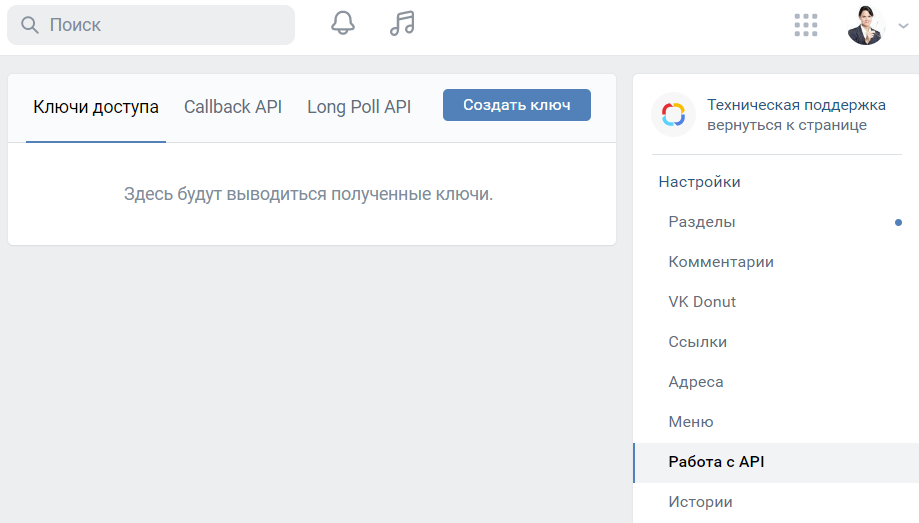 Поиск
Ключи доступа Callback API Long Poll API Создать ключ
Здесь будут выводиться полученные ключи.
Техническая поддержка
вернуться к странице
Настройки
Разделы
Комментарии
VK Donut
Ссылки
Адреса
Меню
Работа с API
Истории